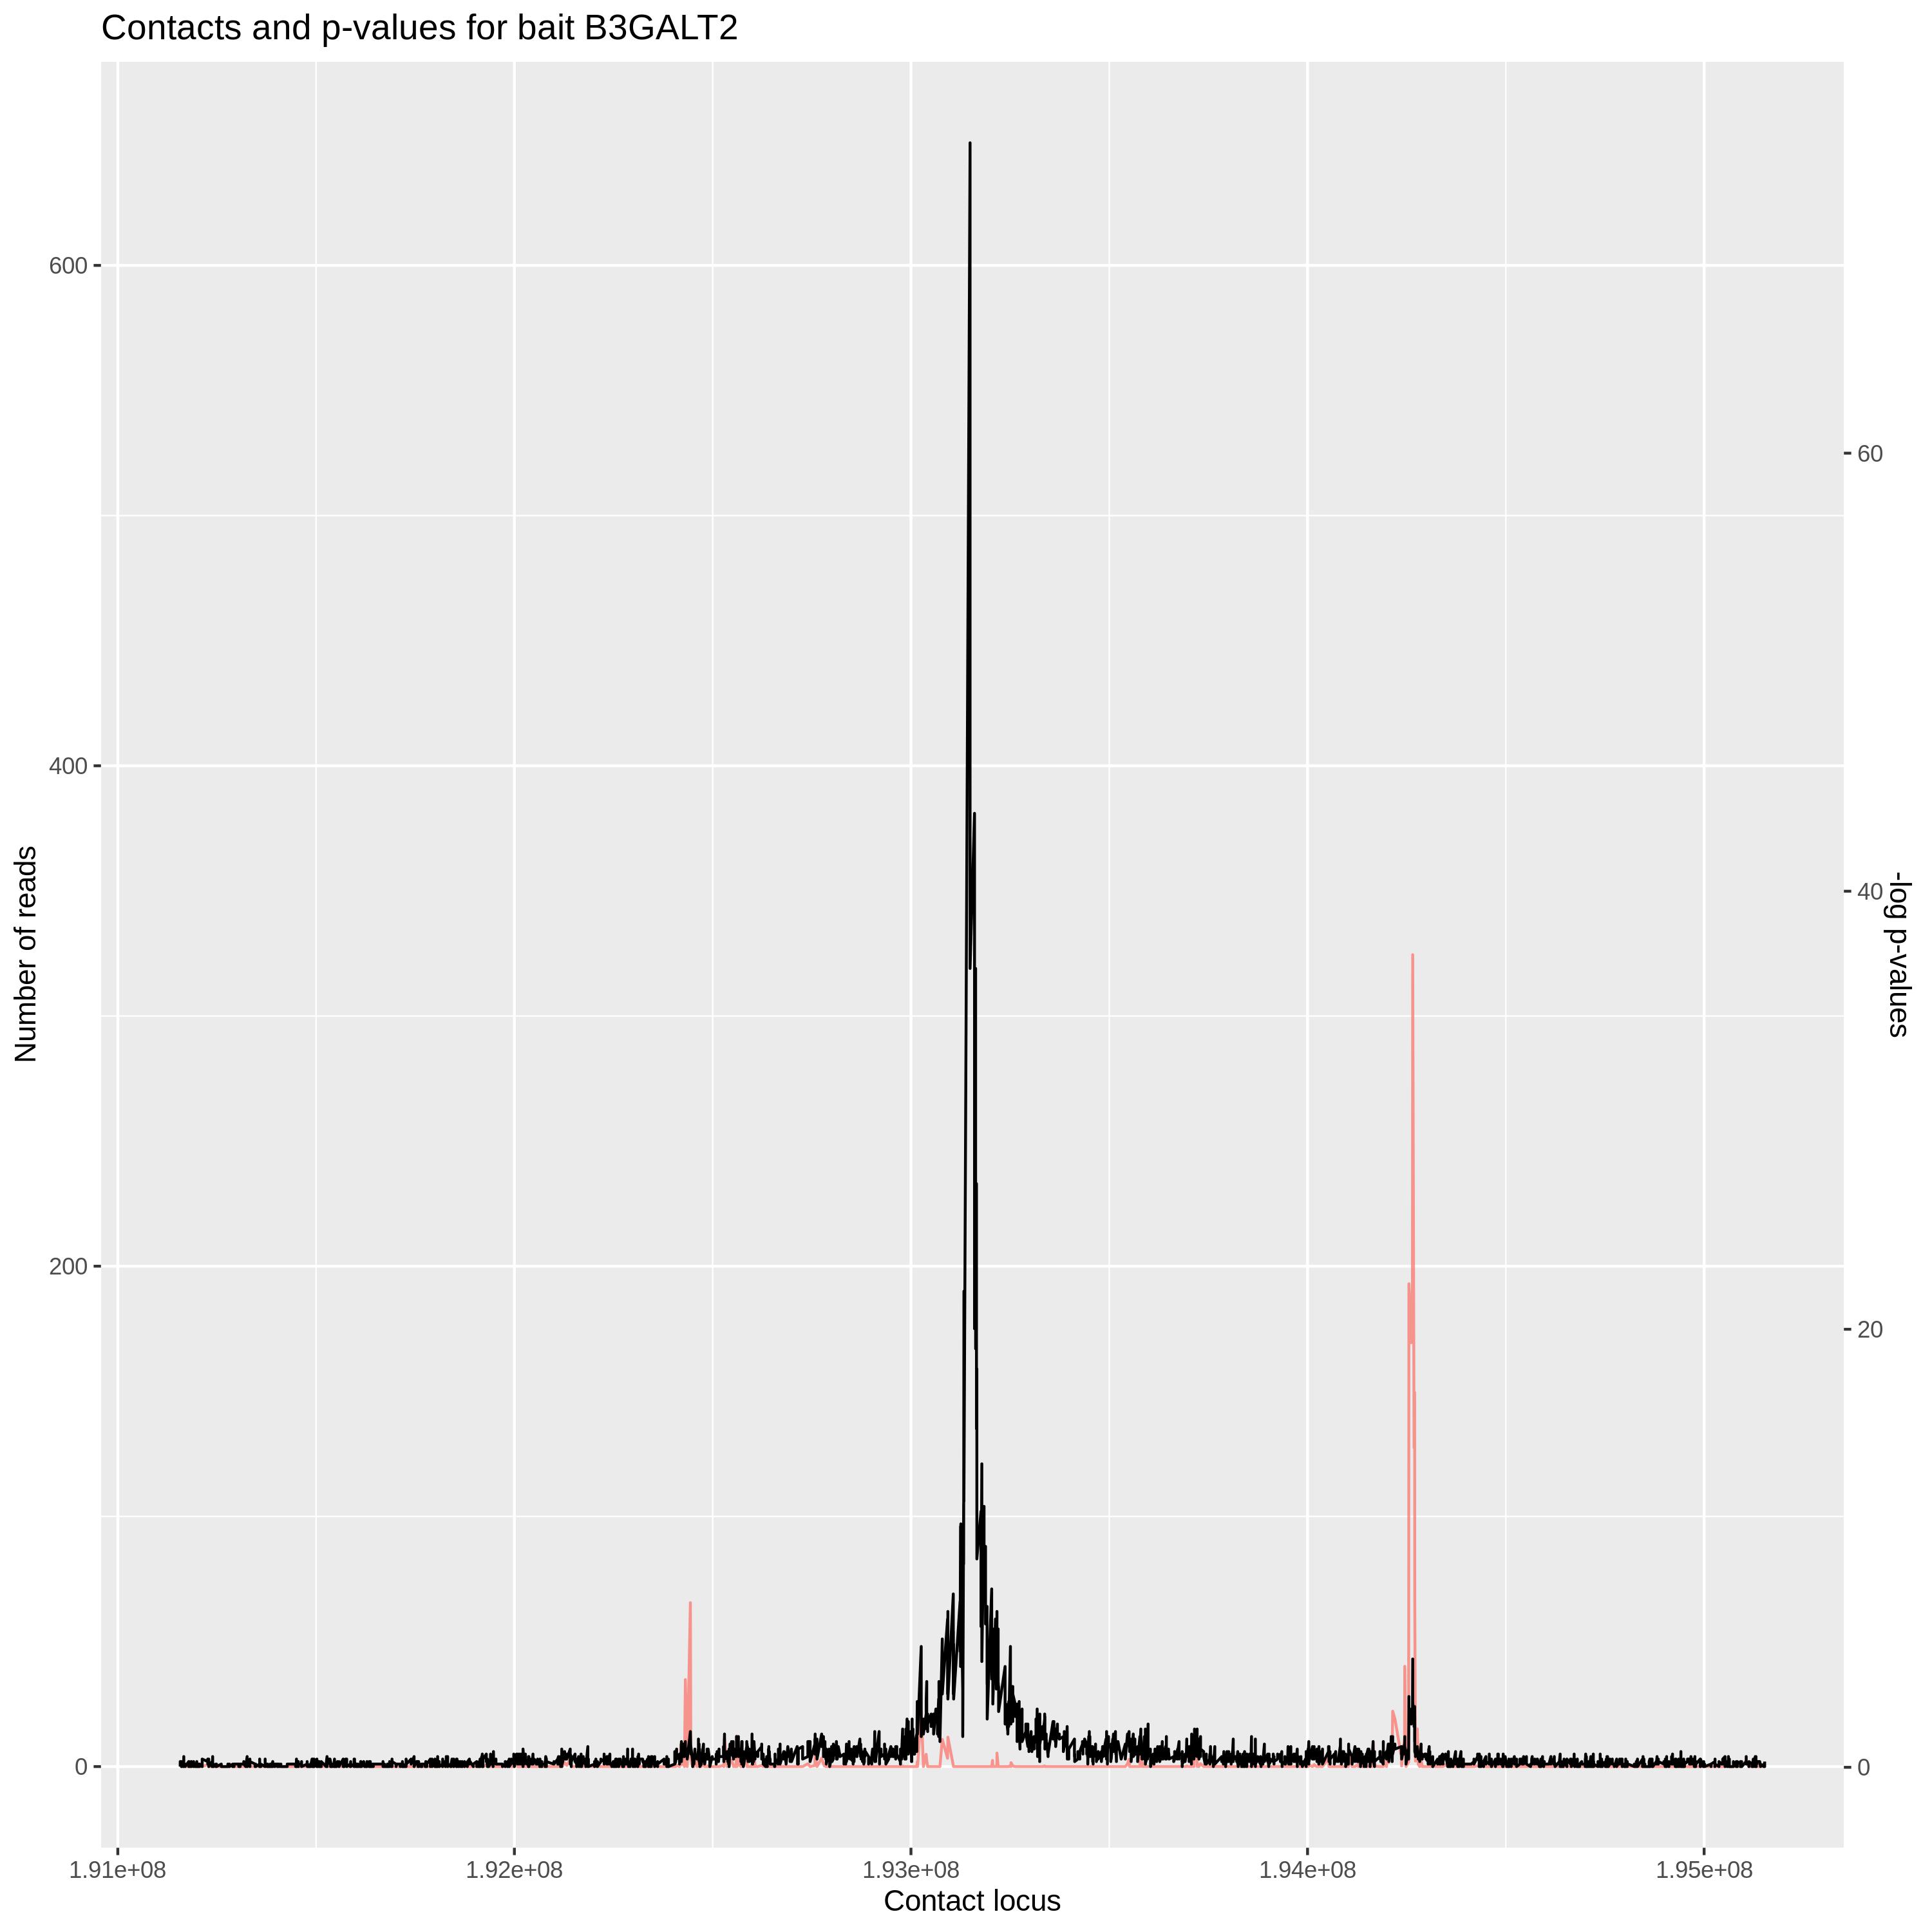 Contacts and p-values for bait B3GALT2
Number of reads
600
400
200
0
-log p-values
60
40
20
0
1.91e+08 1.92e+08 1.93e+08 1.94e+08 1.95e+08
Contact locus